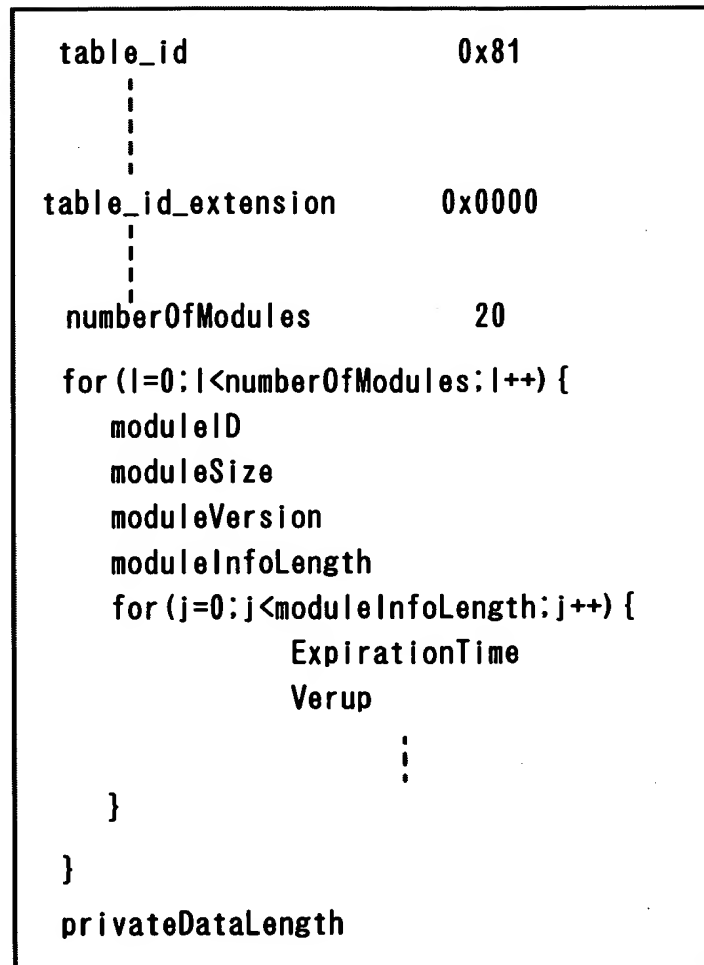 table_id 0x81
table_id_extension 0x0000
numberOfModules 20
for(I=0;I<numberOfModules;I++){
moduleID
moduleSize
moduleVersion
moduleInfoLength
for(j=0;j<moduleInfoLength;j++){
ExpirationTime
Verup
}
}
privateDataLength